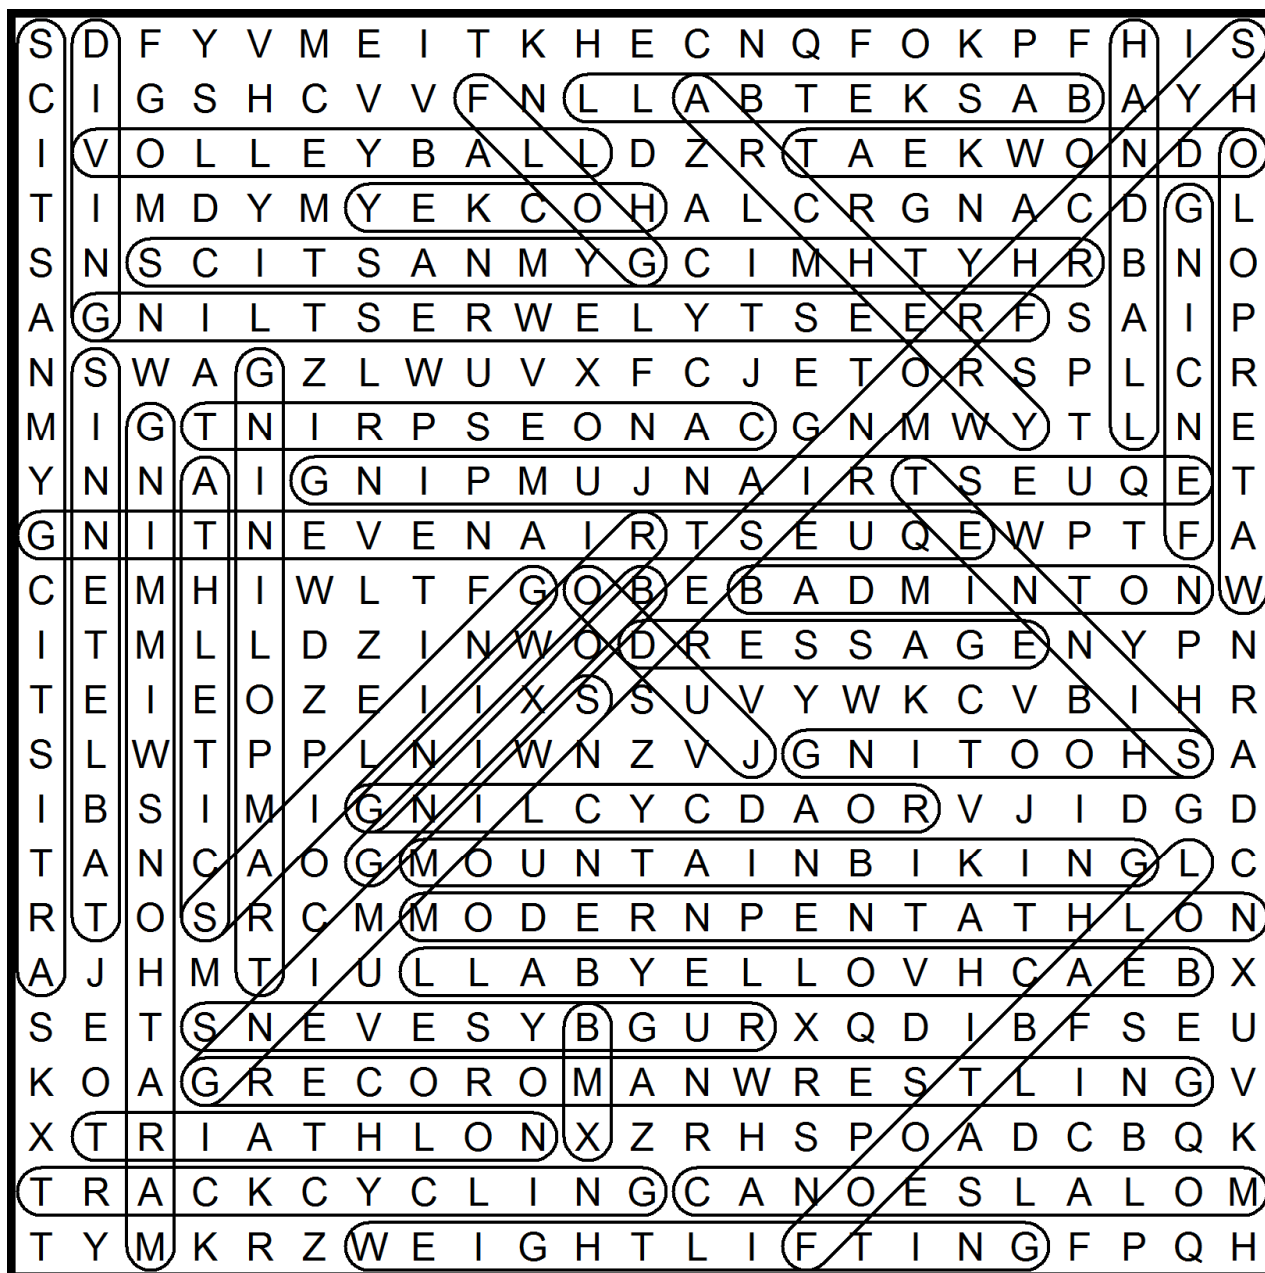 S D F Y V M E I T K H E C N Q F O K P F H I S
C I G S H C V V F N L L A B T E K S A B A Y H
I V O L L E Y B A L L D Z R T A E K W O N D O
T I M D Y M Y E K C O H A L C R G N A C D G L
S N S C I T S A N M Y G C I M H T Y H R B N O
A G N I L T S E R W E L Y T S E E R F S A I P
N S W A G Z L W U V X F C J E T O R S P L C R
M I G T N I R P S E O N A C G N M W Y T L N E
Y N N A I G N I P M U J N A I R T S E U Q E T
G N I T N E V E N A I R T S E U Q E W P T F A
C E M H I W L T F G O B E B A D M I N T O N W
I T M L L D Z I N W O D R E S S A G E N Y P N
T E I E O Z E I I X S S U V Y W K C V B I H R
S L W T P P L N I W N Z V J G N I T O O H S A
I B S I M I G N I L C Y C D A O R V J I D G D
T A N C A O G M O U N T A I N B I K I N G L C
R T O S R C M M O D E R N P E N T A T H L O N
A J H M T I U L L A B Y E L L O V H C A E B X
S E T S N E V E S Y B G U R X Q D I B F S E U
K O A G R E C O R O M A N W R E S T L I N G V
X T R I A T H L O N X Z R H S P O A D C B Q K
T R A C K C Y C L I N G C A N O E S L A L O M
T Y M K R Z W E I G H T L I F T I N G F P Q H